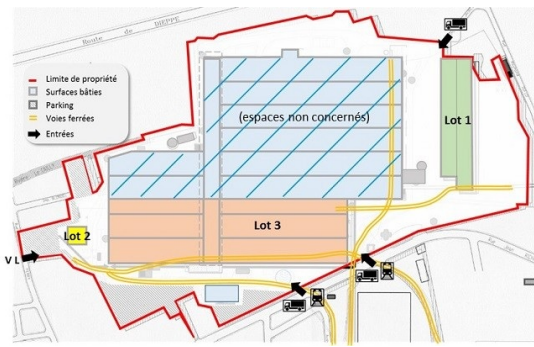 Route de DIEPPE
Limite de propriété
Surfaces bâties
Parking
Voies ferrées
Entrées
(espaces non concernés)
Lot 1
Lot 2
Lot 3
V L